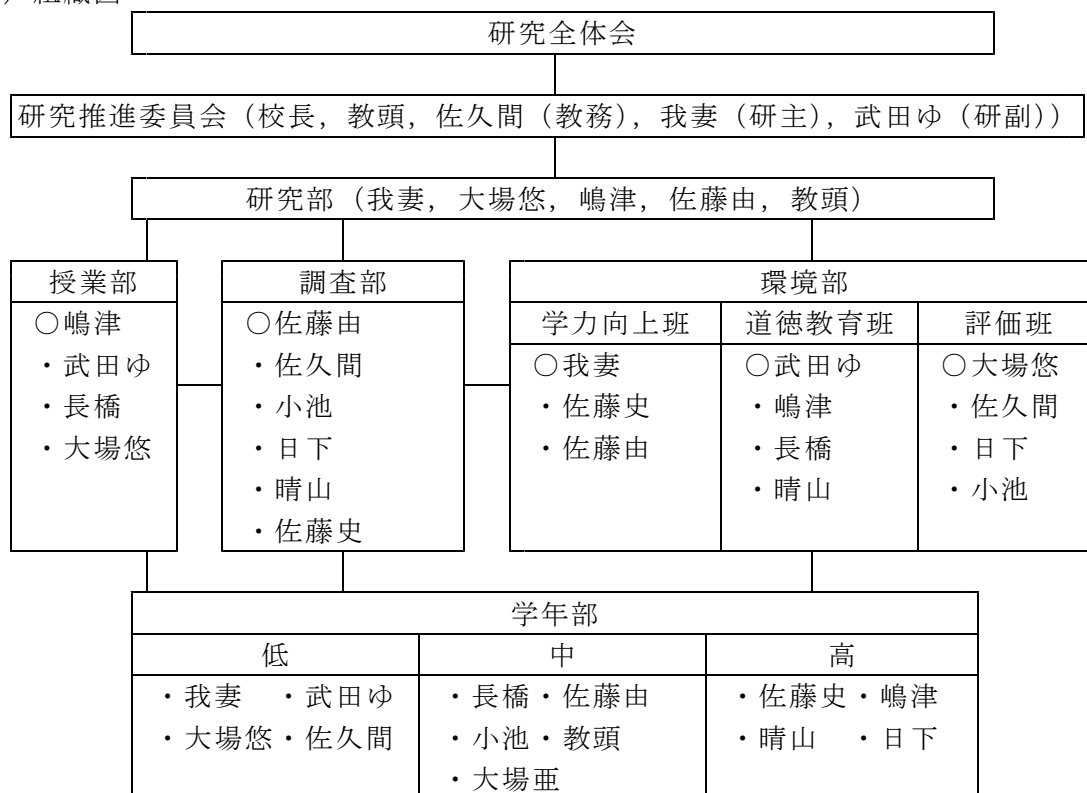 研究全体会
研究推進委員会（校長，教頭，佐久間（教務），我妻（研主），武田ゆ（研副））
研究部（我妻，大場悠，嶋津，佐藤由，教頭）
授業部
○嶋津
・武田ゆ
・長橋
・大場悠
調査部
○佐藤由
・佐久間
・小池
・日下
・晴山
・佐藤史
環境部
学力向上班
○我妻
・佐藤史
・佐藤由
道徳教育班
○武田ゆ
・嶋津
・長橋
・晴山
評価班
○大場悠
・佐久間
・日下
・小池
学年部
低
・我妻　・武田ゆ
・大場悠・佐久間
中
・長橋・佐藤由
・小池・教頭
・大場亜
高
・佐藤史・嶋津
・晴山　・日下